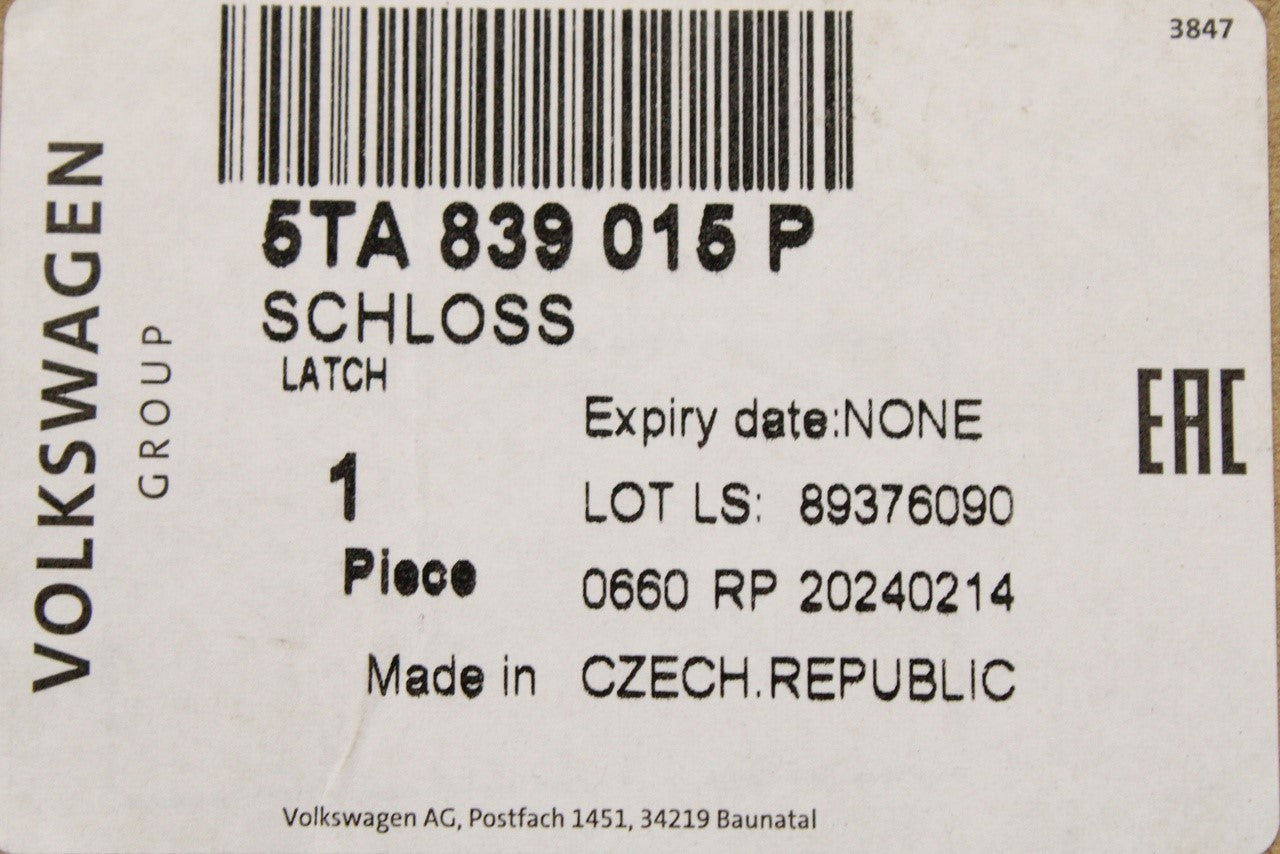 3847
VOLKSWAGEN
GROUP
5TA 839 015 P
SCHLOSS
LATCH
Expiry date:NONE
1
LOT LS: 89376090
Piece
0660 RP 20240214
Made in CZECH.REPUBLIC
EAC
Volkswagen AG, Postfach 1451, 34219 Baunatal